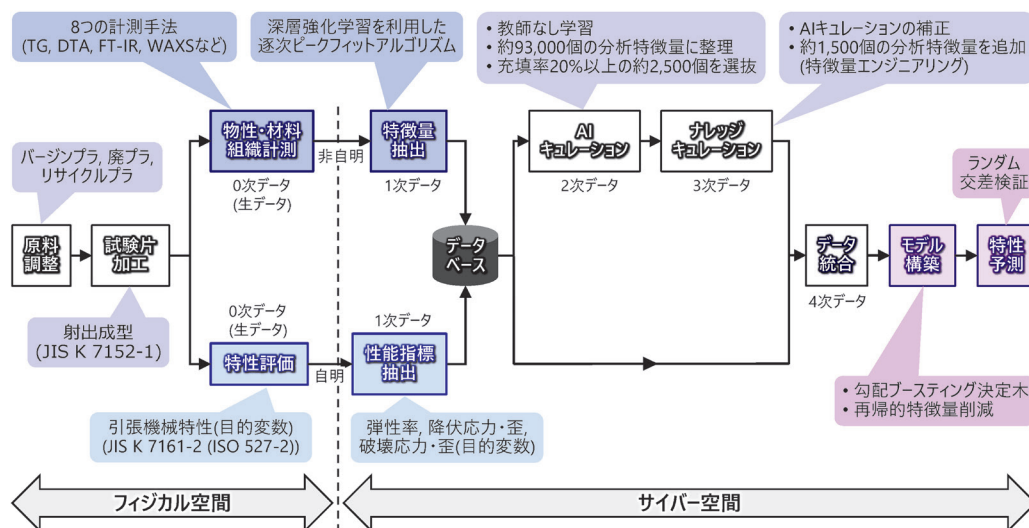 8つの計測手法
(TG, DTA, FT-IR, WAXSなど)
深層強化学習を利用した
逐次ピークフィットアルゴリズム
• 教師なし学習
• 約93,000個の分析特徴量に整理
• 充填率20%以上の約2,500個を選抜
• AIキュレーションの補正
• 約1,500個の分析特徴量を追加
(特徴量エンジニアリング)
バージンプラ, 廃プラ,
リサイクルプラ
物性・材料
組織計測
非自明
特徴量
抽出
AI
キュレーション
ナレッジ
キュレーション
ランダム
交差検証
0次データ
(生データ)
1次データ
2次データ
3次データ
原料
調整
試験片
加工
データ
ベース
データ
統合
モデル
構築
特性
予測
4次データ
射出成型
(JIS K 7152-1)
0次データ
(生データ)
1次データ
特性評価
自明
性能指標
抽出
• 勾配ブースティング決定木
• 再帰的特徴量削減
引張機械特性(目的変数)
(JIS K 7161-2 (ISO 527-2))
弾性率, 降伏応力・歪,
破壊応力・歪(目的変数)
フィジカル空間
サイバー空間